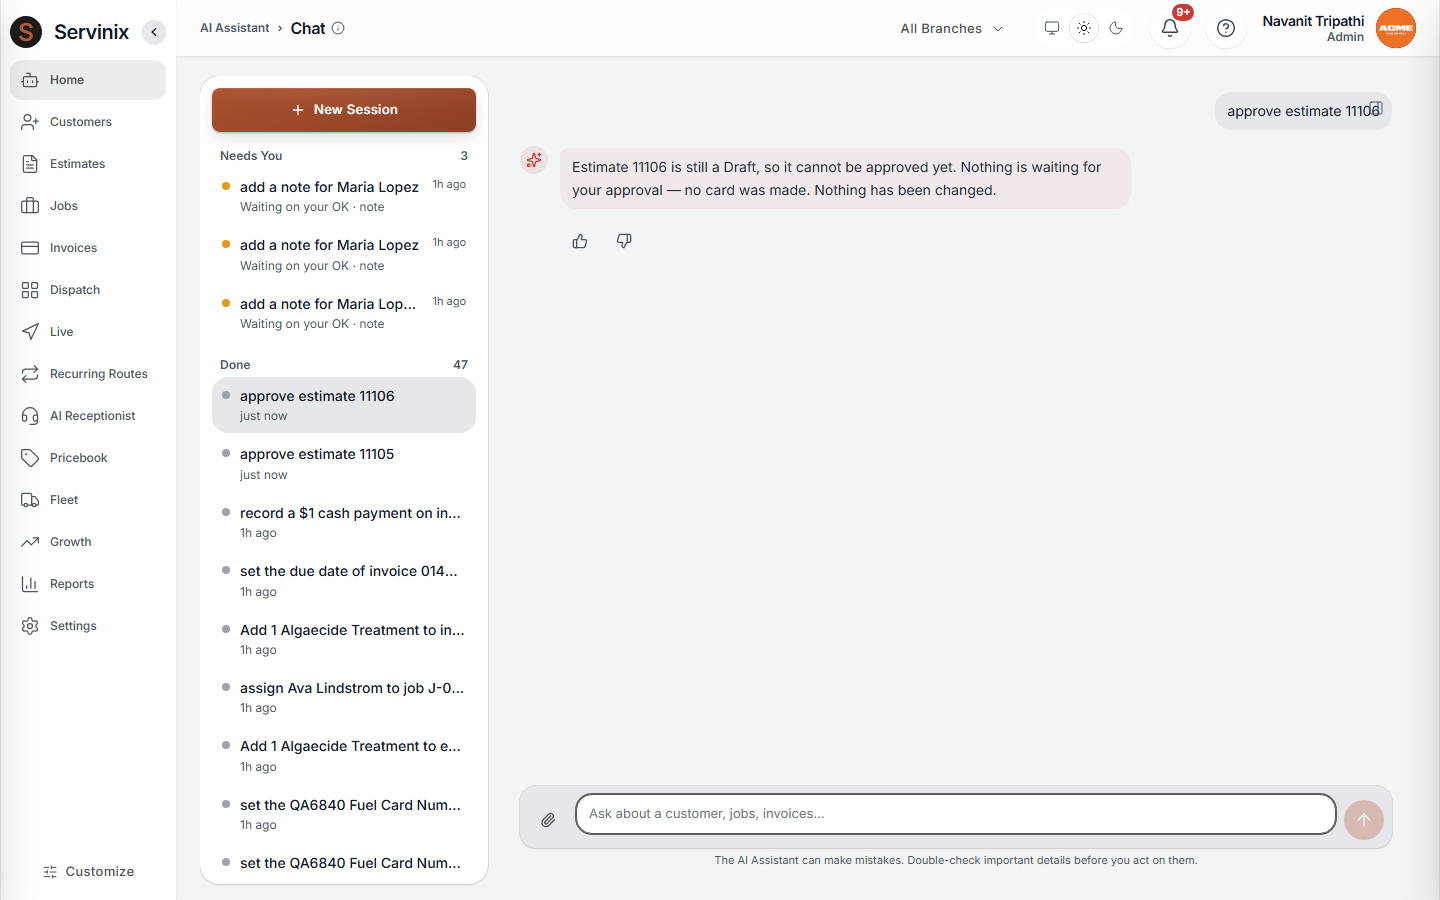 S
Servinix
Home
Customers
Estimates
Jobs
Invoices
Dispatch
Live
Recurring Routes
AI Receptionist
Pricebook
Fleet
Growth
Reports
Settings
Customize
AI Assistant › Chat
All Branches
9+
Navanit Tripathi
Admin
ACME
New Session
Needs You 3
add a note for Maria Lopez 1h ago
Waiting on your OK · note
add a note for Maria Lopez 1h ago
Waiting on your OK · note
add a note for Maria Lop... 1h ago
Waiting on your OK · note
Done 47
approve estimate 11106
just now
approve estimate 11105
just now
record a $1 cash payment on in...
1h ago
set the due date of invoice 014...
1h ago
Add 1 Algaecide Treatment to in...
1h ago
assign Ava Lindstrom to job J-0...
1h ago
Add 1 Algaecide Treatment to e...
1h ago
set the QA6840 Fuel Card Num...
1h ago
set the QA6840 Fuel Card Num...
approve estimate 11106
Estimate 11106 is still a Draft, so it cannot be approved yet. Nothing is waiting for
your approval — no card was made. Nothing has been changed.
Ask about a customer, jobs, invoices...
The AI Assistant can make mistakes. Double-check important details before you act on them.